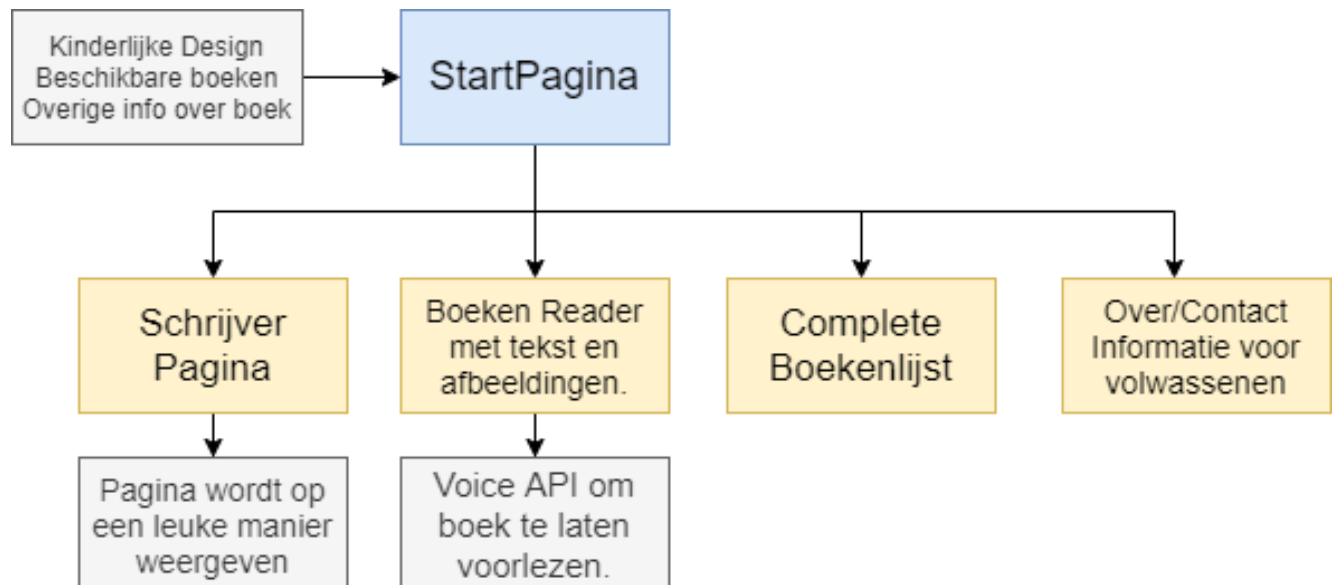 Kinderlijke Design
Beschikbare boeken
Overige info over boek
StartPagina
Schrijver
Pagina
Boeken Reader
met tekst en
afbeeldingen.
Complete
Boekenlijst
Over/Contact
Informatie voor
volwassenen
Pagina wordt op
een leuke manier
weergeven
Voice API om
boek te laten
voorlezen.